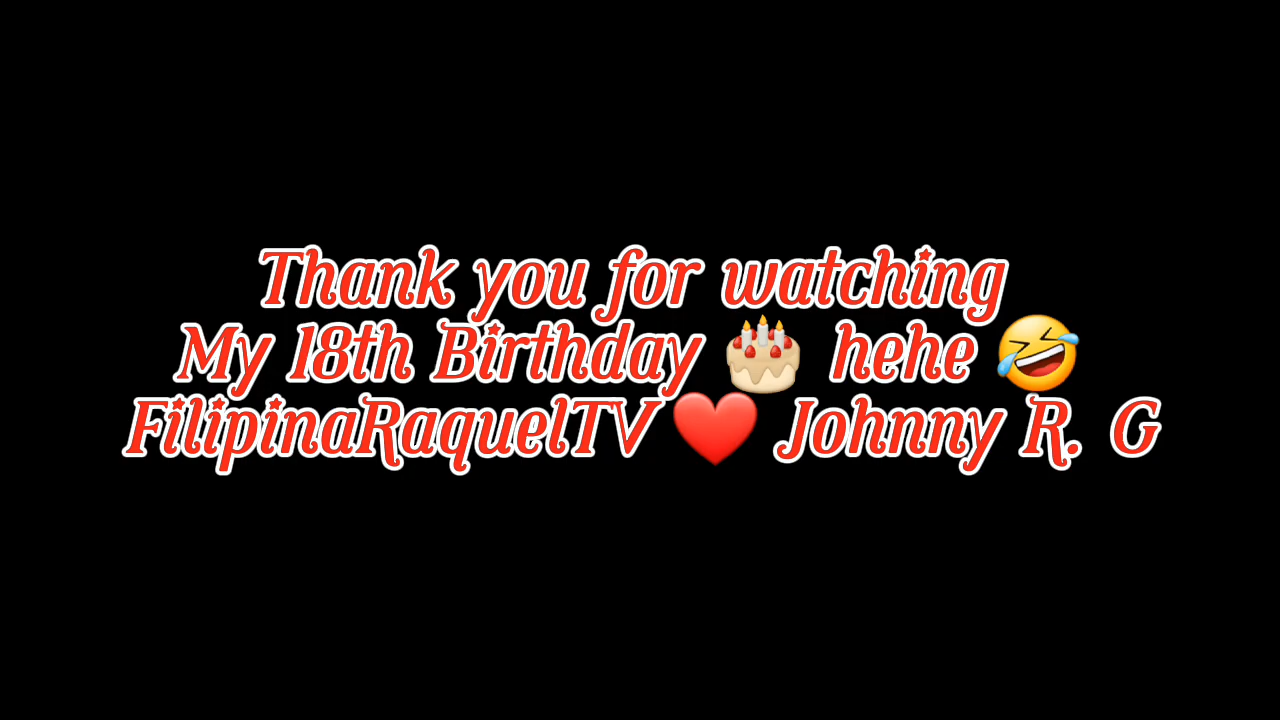 Thank you for watching
My 18th Birthday 🎂 hehe 🤣
FilipinaRaquelTV ❤️ Johnny R. G